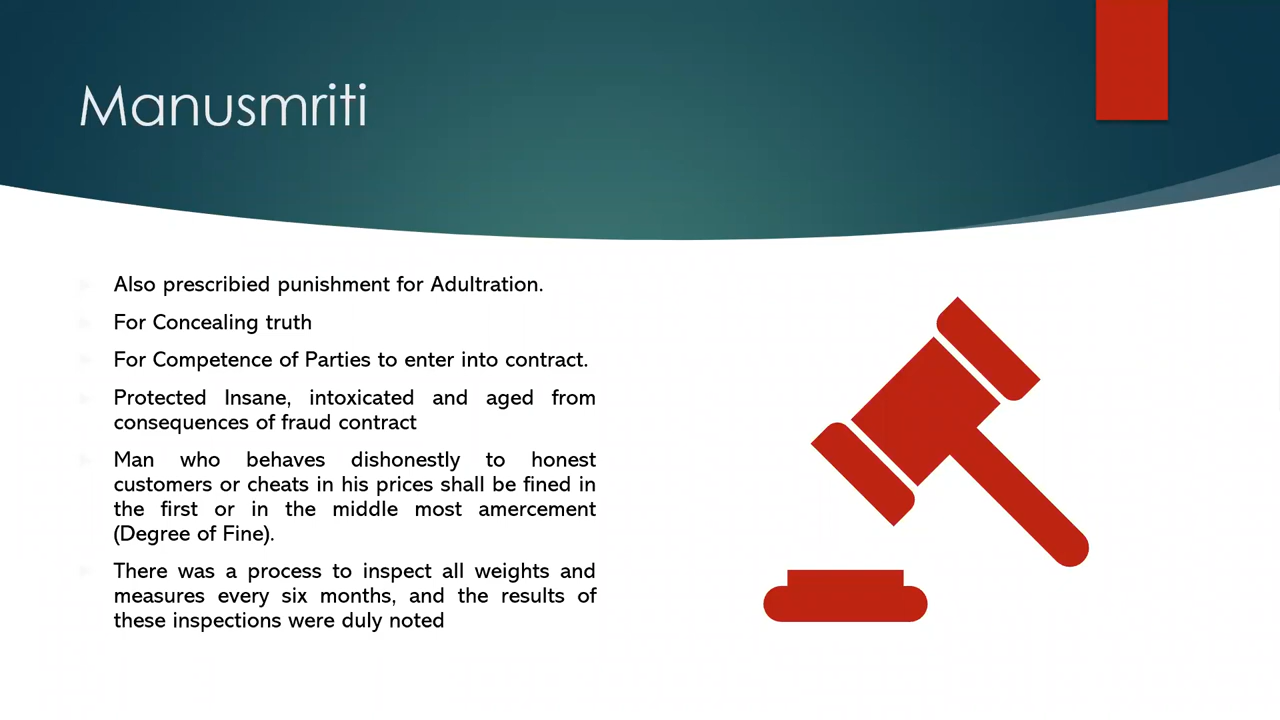 Manusmriti
Also prescribied punishment for Adultration.
For Concealing truth
For Competence of Parties to enter into contract.
Protected Insane, intoxicated and aged from
consequences of fraud contract
Man who behaves dishonestly to honest
customers or cheats in his prices shall be fined in
the first or in the middle most amercement
(Degree of Fine).
There was a process to inspect all weights and
measures every six months, and the results of
these inspections were duly noted